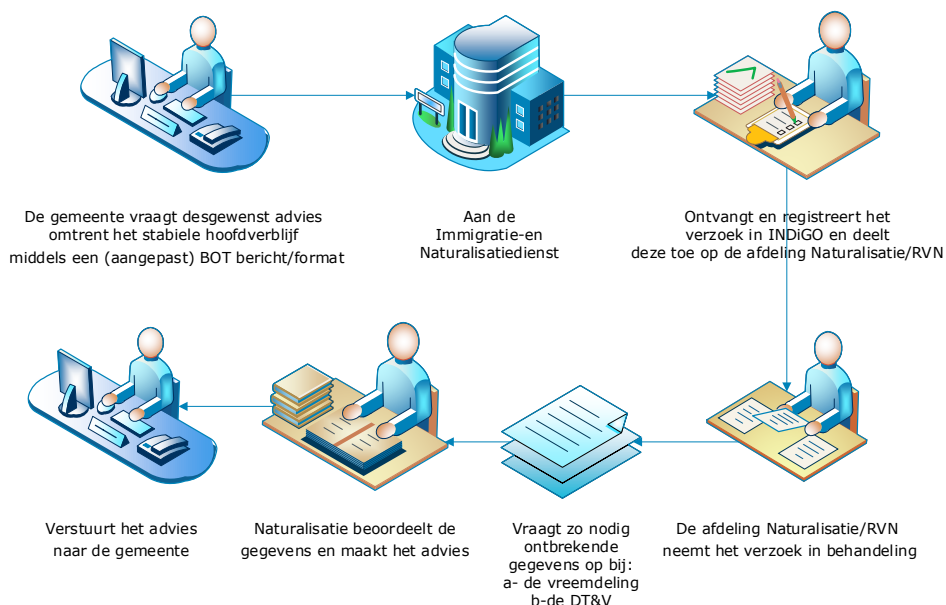 De gemeente vraagt desgewenst advies
omtrent het stabiele hoofdverblijf
middels een (aangepast) BOT bericht/format
Aan de
Immigratie-en
Naturalisatiedienst
Ontvangt en registreert het
verzoek in INDiGO en deelt
deze toe op de afdeling Naturalisatie/RVN
Verstuurt het advies
naar de gemeente
Naturalisatie beoordeelt de
gegevens en maakt het advies
Vraagt zo nodig
ontbrekende
gegevens op bij:
a- de vreemdeling
b-de DT&V
De afdeling Naturalisatie/RVN
neemt het verzoek in behandeling